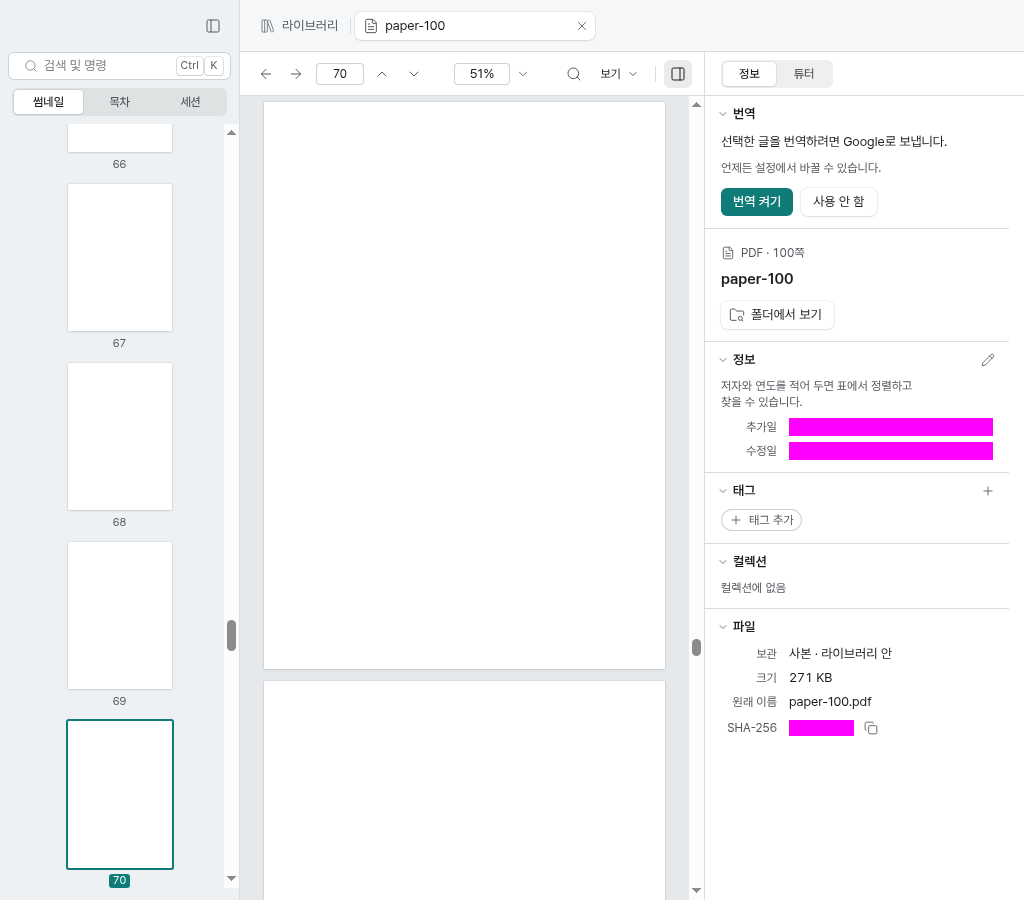 라이브러리
paper-100
검색 및 명령
Ctrl K
썸네일 목차 세션
66
67
68
69
70
70
51%
보기
정보 튜터
번역
선택한 글을 번역하려면 Google로 보냅니다.
언제든 설정에서 바꿀 수 있습니다.
번역 켜기 사용 안 함
PDF · 100쪽
paper-100
폴더에서 보기
정보
저자와 연도를 적어 두면 표에서 정렬하고
찾을 수 있습니다.
추가일
수정일
태그
태그 추가
컬렉션
컬렉션에 없음
파일
보관 사본 · 라이브러리 안
크기 271 KB
원래 이름 paper-100.pdf
SHA-256